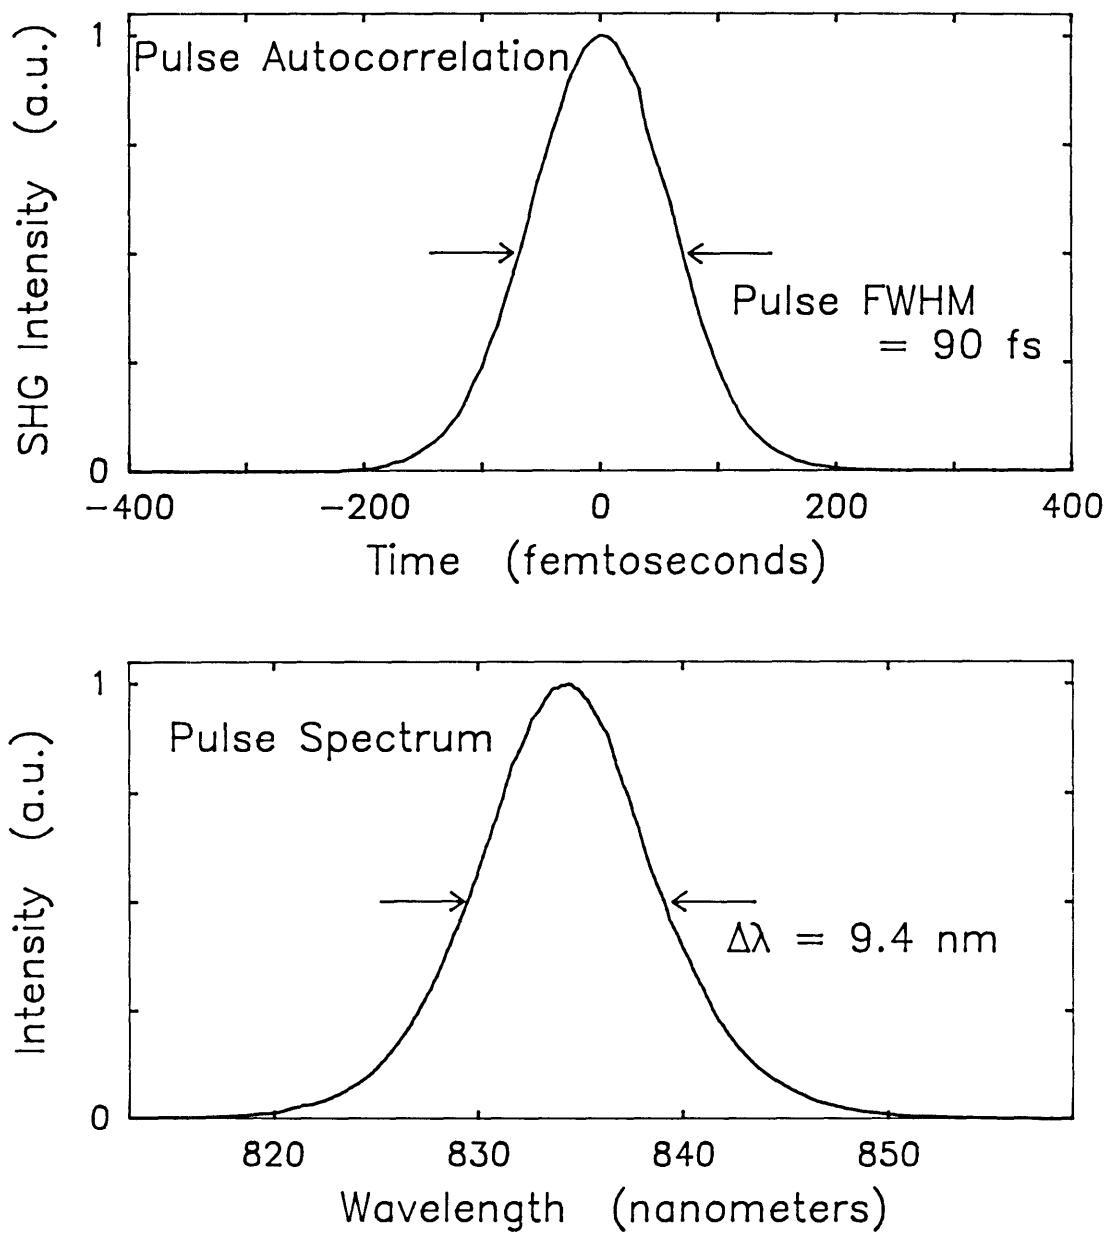 Pulse Autocorrelation
SHG Intensity (a.u.)
1
0
Pulse FWHM
= 90 fs
-400 -200 0 200 400
Time (femtoseconds)
Pulse Spectrum
Intensity (a.u.)
1
0
Δλ = 9.4 nm
820 830 840 850
Wavelength (nanometers)